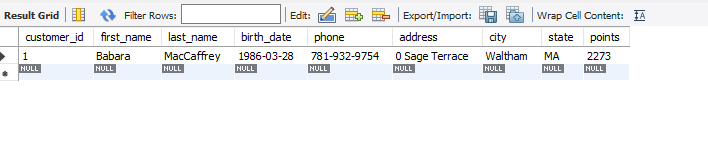 Result Grid Filter Rows: Edit: Export/Import: Wrap Cell Content: IA
customer_id first_name last_name birth_date phone address city state points
1 Babara MacCaffrey 1986-03-28 781-932-9754 0 Sage Terrace Waltham MA 2273
NULL NULL NULL NULL NULL NULL NULL NULL NULL